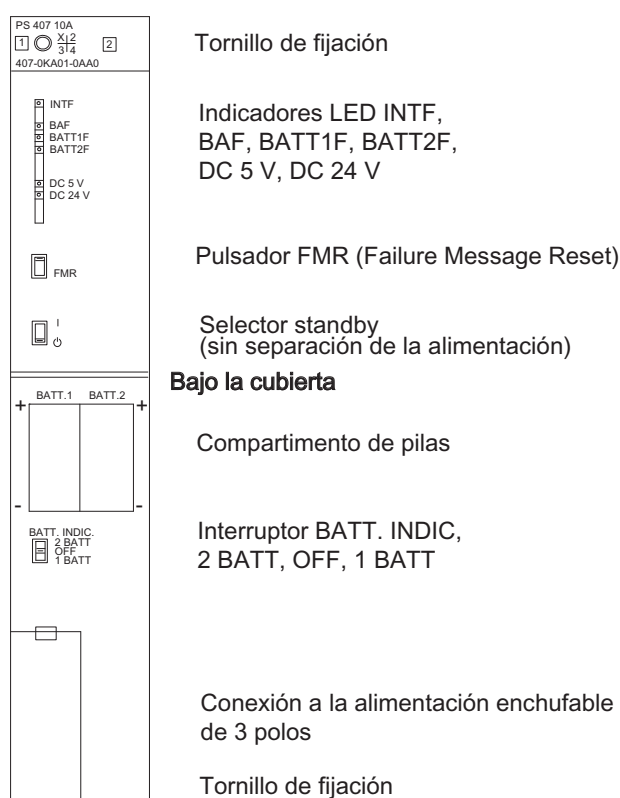 PS 407 10A
1 X 2 2
3 4
407-0KA01-0AA0
Tornillo de fijación
INTF
BAF
BATT1F
BATT2F
DC 5 V
DC 24 V
Indicadores LED INTF,
BAF, BATT1F, BATT2F,
DC 5 V, DC 24 V
FMR
Pulsador FMR (Failure Message Reset)
I
Selector standby
(sin separación de la alimentación)
Bajo la cubierta
BATT.1 BATT.2
+ +
Compartimento de pilas
- -
BATT. INDIC.
2 BATT
OFF
1 BATT
Interruptor BATT. INDIC,
2 BATT, OFF, 1 BATT
Conexión a la alimentación enchufable
de 3 polos
Tornillo de fijación